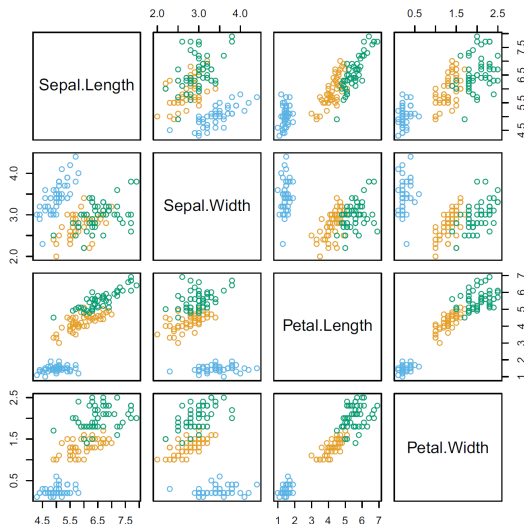 2.0 3.0 4.0 0.5 1.5 2.5
Sepal.Length
4.5 5.5 6.5 7.5
2.0 3.0 4.0
Sepal.Width
Petal.Length
1 2 3 4 5 6 7
0.5 1.5 2.5
Petal.Width
4.5 5.5 6.5 7.5 1 2 3 4 5 6 7